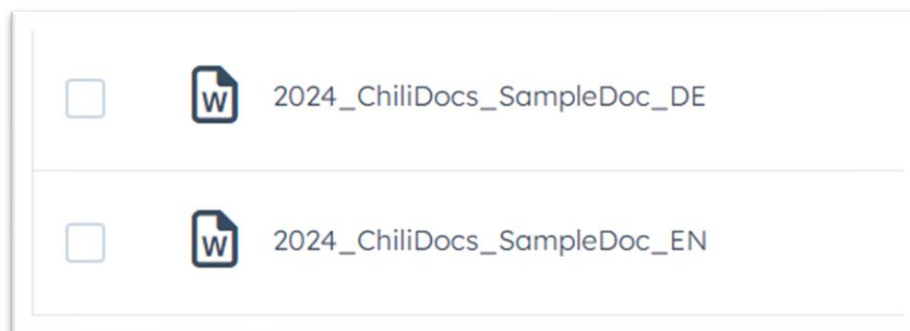 W 2024_ChiliDocs_SampleDoc_DE
W 2024_ChiliDocs_SampleDoc_EN